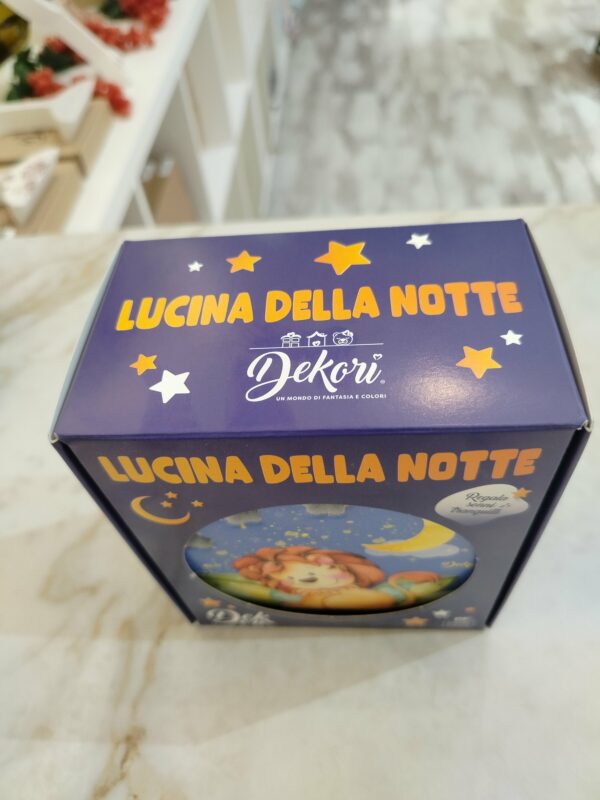 LUCINA DELLA NOTTE
Dekori
UN MONDO DI FANTASIA E COLORI
LUCINA DELLA NOTTE
Regala
sonni
tranquilli